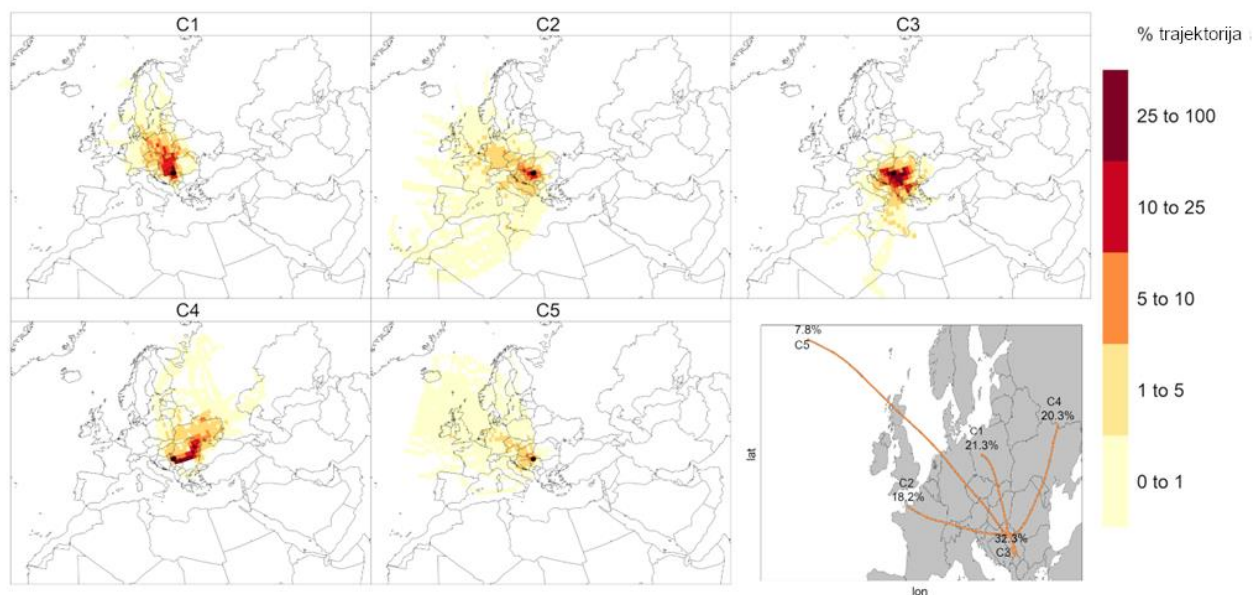 C1
C2
C3
% trajektorija
25 to 100
10 to 25
5 to 10
1 to 5
0 to 1
C4
C5
7.8%
C5
C4
20.3%
C1
21.3%
C2
18.2%
32.3%
C3
lat
lon